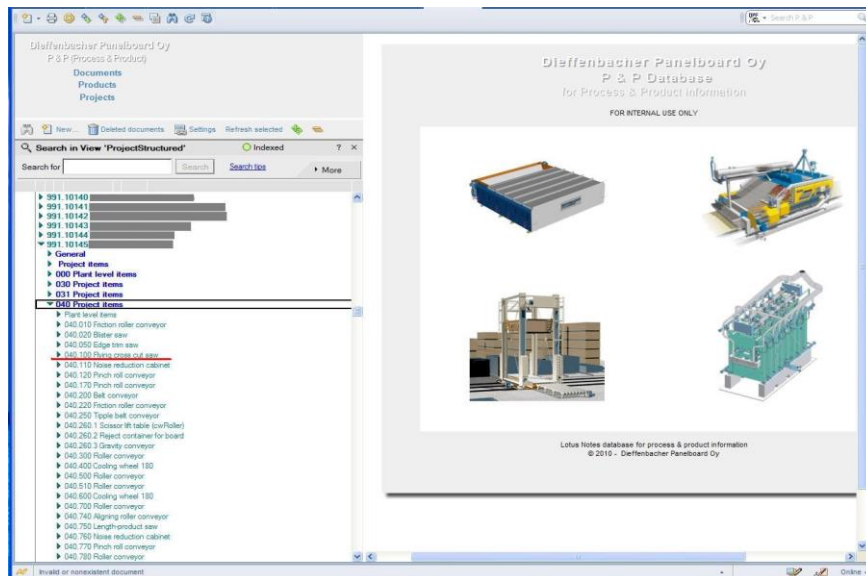 Search P & P
Dieffenbacher Panelboard Oy
P & P (Process & Product)
Documents
Products
Projects
New... Deleted documents Settings Refresh selected
Search in View 'ProjectStructured' Indexed ? ×
Search for Search Search tips More
991.10140
991.10141
991.10142
991.10143
991.10144
991.10145
General
Project items
000 Plant level items
030 Project items
031 Project items
040 Project items
Plant level items
040.010 Friction roller conveyor
040.020 Blister saw
040.050 Edge trim saw
040.100 Flying cross cut saw
040.110 Noise reduction cabinet
040.120 Pinch roll conveyor
040.170 Pinch roll conveyor
040.200 Belt conveyor
040.220 Friction roller conveyor
040.250 Tipple belt conveyor
040.260.1 Scissor lift table (cwRoller)
040.260.2 Reject container for board
040.260.3 Gravity conveyor
040.300 Roller conveyor
040.400 Cooling wheel 180
040.500 Roller conveyor
040.510 Roller conveyor
040.600 Cooling wheel 180
040.700 Roller conveyor
040.740 Aligning roller conveyor
040.750 Length-product saw
040.760 Noise reduction cabinet
040.770 Pinch roll conveyor
040.780 Roller conveyor
Dieffenbacher Panelboard Oy
P & P Database
for Process & Product information
FOR INTERNAL USE ONLY
Lotus Notes database for process & product information
© 2010 - Dieffenbacher Panelboard Oy
Invalid or nonexistent document
Online